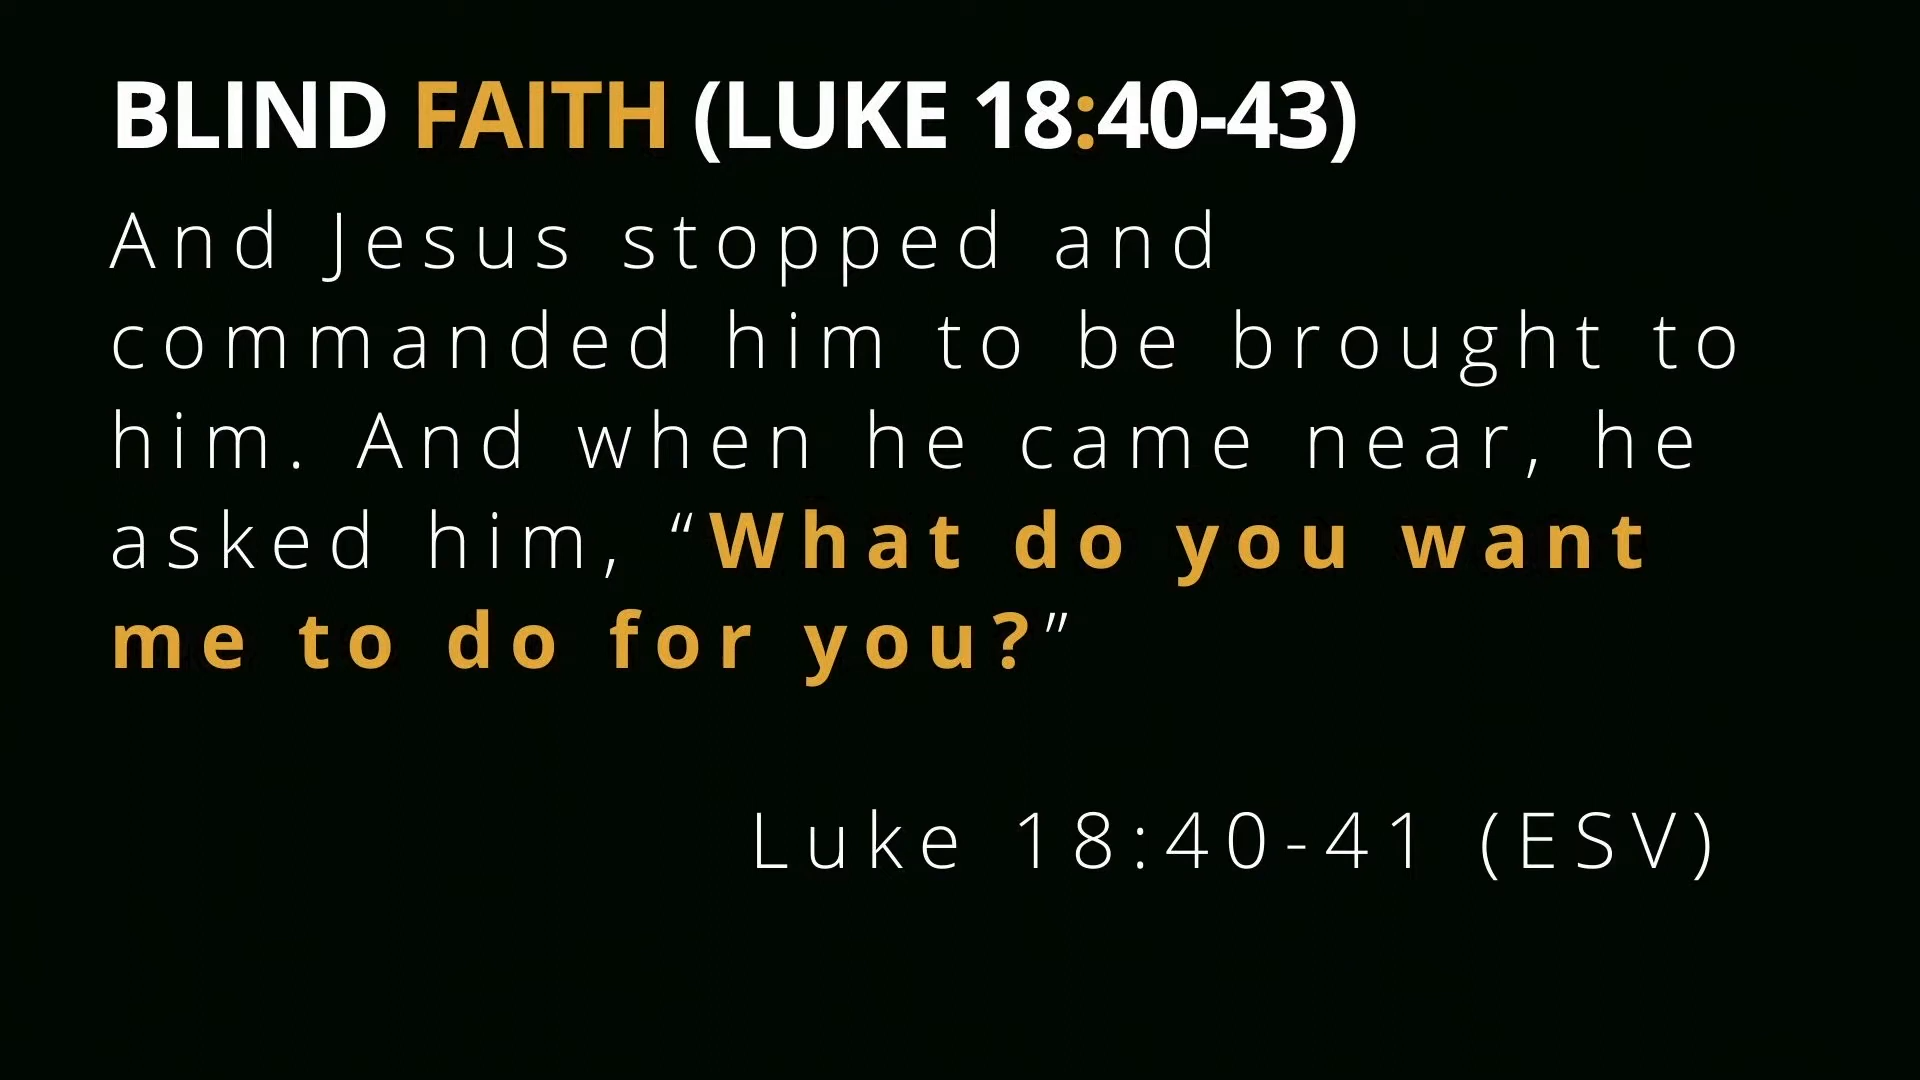 BLIND FAITH (LUKE 18:40-43)
And Jesus stopped and
commanded him to be brought to
him. And when he came near, he
asked him, “What do you want
me to do for you?”
Luke 18:40-41 (ESV)